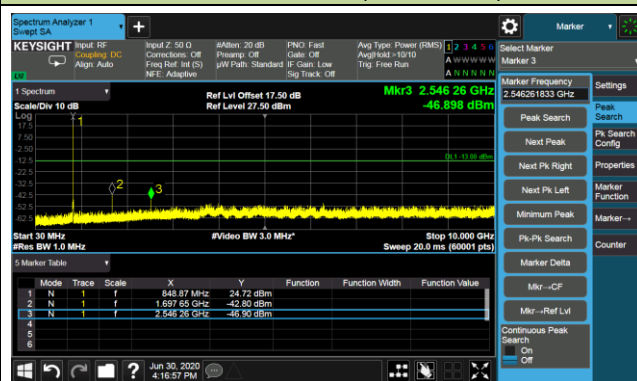 Spectrum Analyzer 1
Swept SA
+
Marker
KEYSIGHT
Input: RF
Coupling: DC
Align: Auto
Input Z: 50 Ω
Corrections: Off
Freq Ref: Int (S)
NFE: Adaptive
#Atten: 20 dB
Preamp: Off
µW Path: Standard
PNO: Fast
Gate: Off
IF Gain: Low
Sig Track: Off
Avg Type: Power (RMS)
Avg|Hold:>10/10
Trig: Free Run
1 2 3 4 5 6
A W W W W W
A N N N N N
LW
Select Marker
Marker 3
1 Spectrum
Scale/Div 10 dB
Ref Lvl Offset 17.50 dB
Ref Level 27.50 dBm
Mkr3 2.546 26 GHz
-46.898 dBm
Log
17.5
7.50
-2.50
-12.5
-22.5
-32.5
-42.5
-52.5
-62.5
1
2
3
DL1 -13.00 dBm
Start 30 MHz
#Res BW 1.0 MHz
#Video BW 3.0 MHz*
Stop 10.000 GHz
Sweep 20.0 ms (60001 pts)
5 Marker Table
Mode Trace Scale X Y Function Function Width Function Value
1 N 1 f 848.87 MHz 24.72 dBm
2 N 1 f 1.697 65 GHz -42.80 dBm
3 N 1 f 2.546 26 GHz -46.90 dBm
4
5
6
Marker Frequency
2.546261833 GHz
Peak Search
Next Peak
Next Pk Right
Next Pk Left
Minimum Peak
Pk-Pk Search
Marker Delta
Mkr→CF
Mkr→Ref Lvl
Continuous Peak
Search
On
Off
Settings
Peak
Search
Pk Search
Config
Properties
Marker
Function
Marker→
Counter
?
Jun 30, 2020
4:16:57 PM